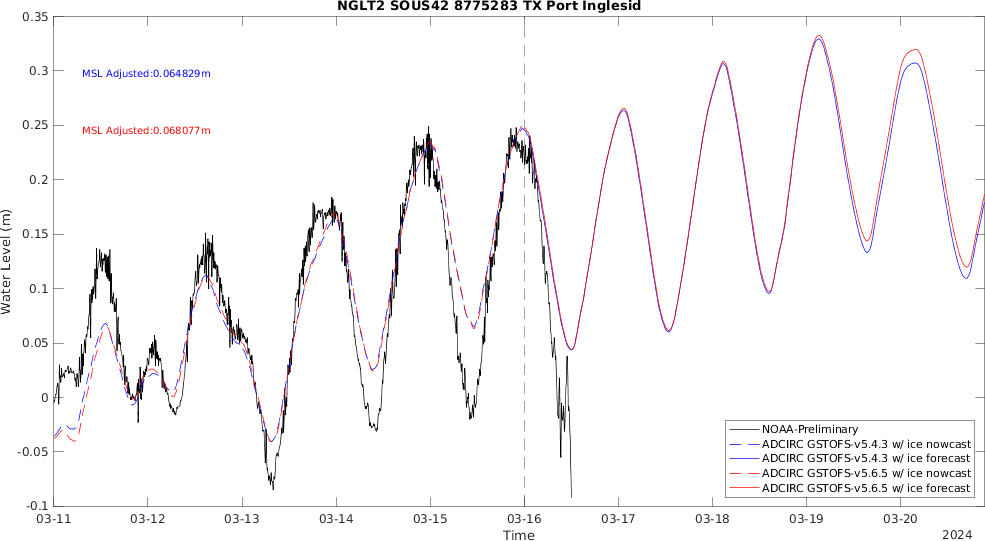 NGLT2 SOUS42 8775283 TX Port Inglesid
0.35
0.3
0.25
0.2
0.15
0.1
0.05
0
-0.05
-0.1
Water Level (m)
MSL Adjusted:0.064829m
MSL Adjusted:0.068077m
NOAA-Preliminary
ADCIRC GSTOFS-v5.4.3 w/ ice nowcast
ADCIRC GSTOFS-v5.4.3 w/ ice forecast
ADCIRC GSTOFS-v5.6.5 w/ ice nowcast
ADCIRC GSTOFS-v5.6.5 w/ ice forecast
03-11 03-12 03-13 03-14 03-15 03-16 03-17 03-18 03-19 03-20
Time
2024